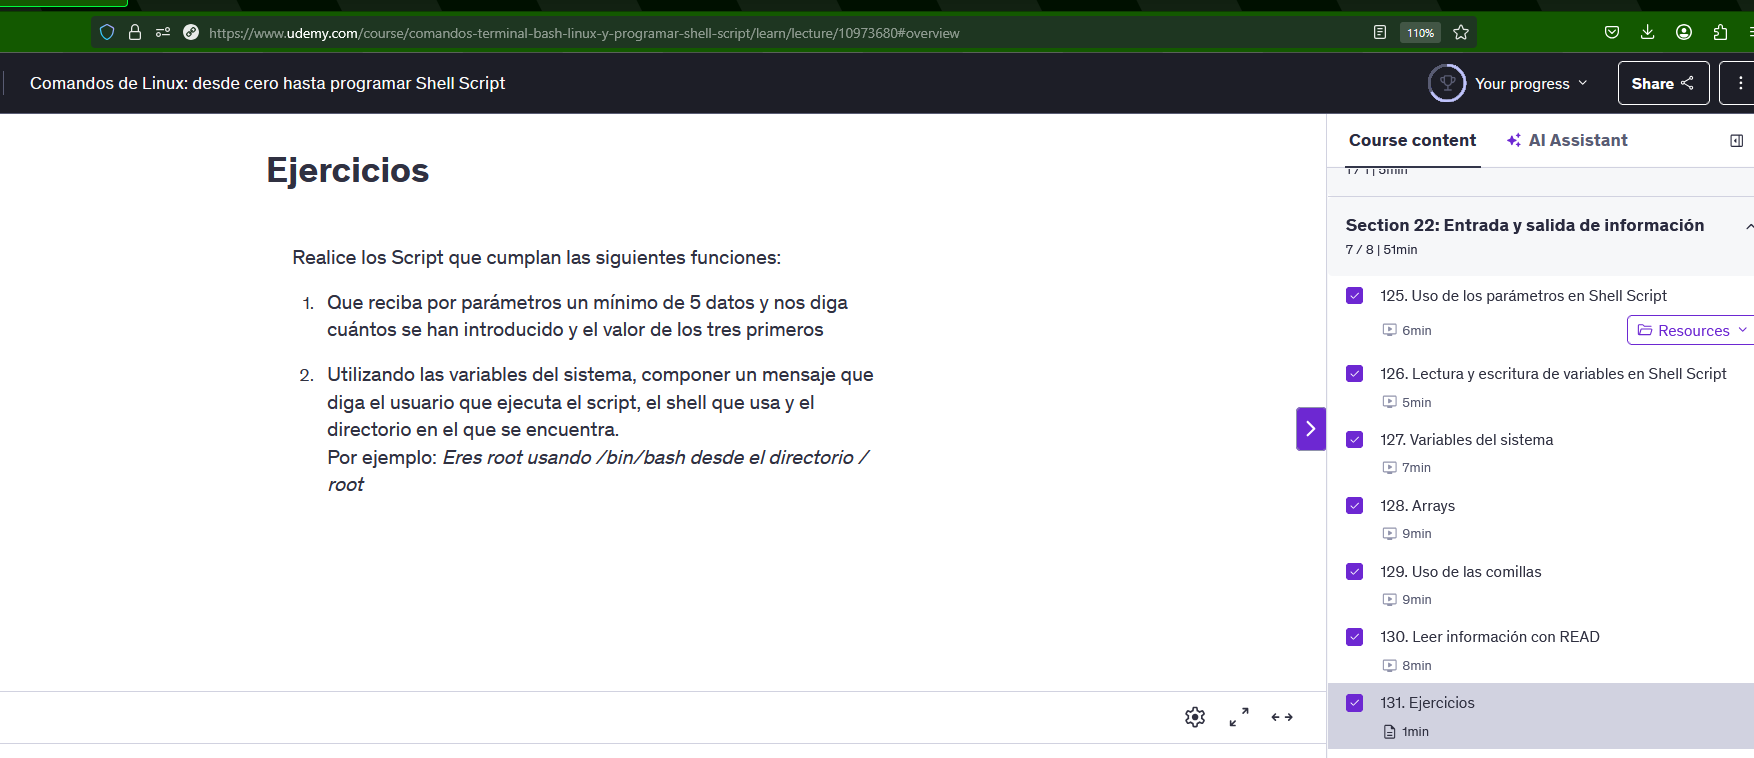 https://www.udemy.com/course/comandos-terminal-bash-linux-y-programar-shell-script/learn/lecture/10973680#overview
110%
Comandos de Linux: desde cero hasta programar Shell Script
Your progress
Share
Ejercicios
Realice los Script que cumplan las siguientes funciones:
1. Que reciba por parámetros un mínimo de 5 datos y nos diga
cuántos se han introducido y el valor de los tres primeros
2. Utilizando las variables del sistema, componer un mensaje que
diga el usuario que ejecuta el script, el shell que usa y el
directorio en el que se encuentra.
Por ejemplo: Eres root usando /bin/bash desde el directorio /
root
Course content
AI Assistant
1 / 1 | 5min
Section 22: Entrada y salida de información
7 / 8 | 51min
125. Uso de los parámetros en Shell Script
6min
Resources
126. Lectura y escritura de variables en Shell Script
5min
127. Variables del sistema
7min
128. Arrays
9min
129. Uso de las comillas
9min
130. Leer información con READ
8min
131. Ejercicios
1min